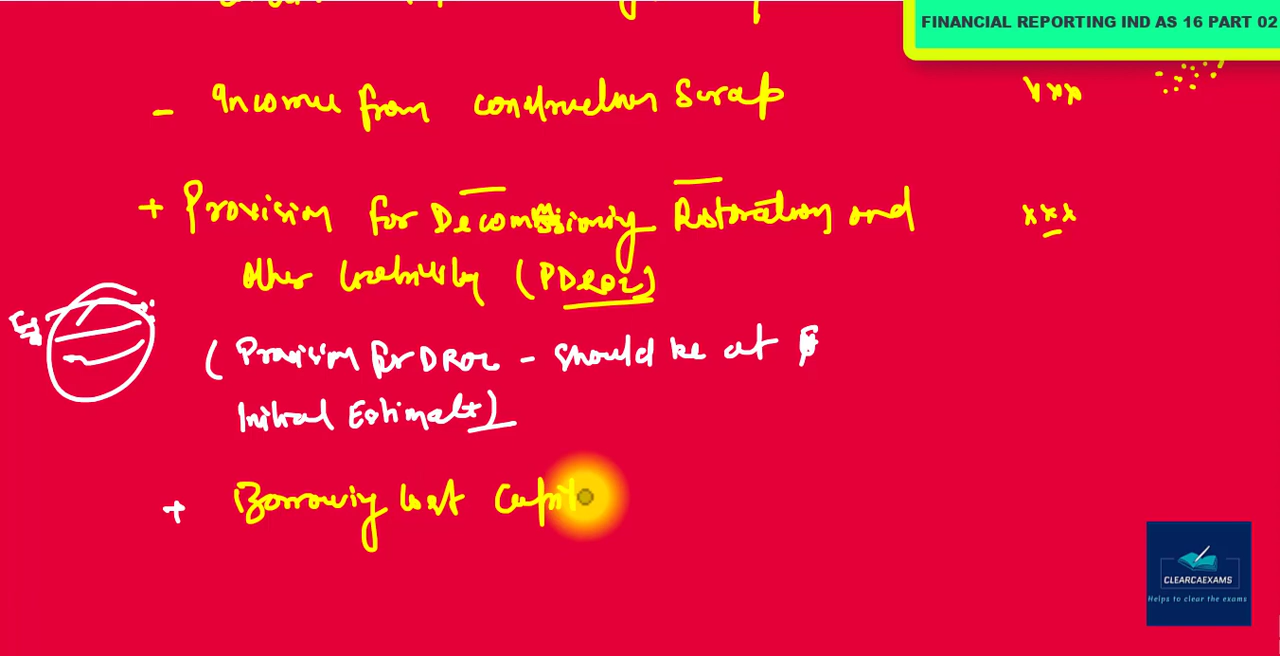 FINANCIAL REPORTING IND AS 16 PART 02
- Income from construction Scrap xxx
+ Provision for Decommissioning Restoration and xxx
Other Liability (PDROL)
(Provision for DROL - should be at
Initial Estimate)
+ Borrowing Cost Capit
CLEARCAEXAMS
Helps to clear the exams